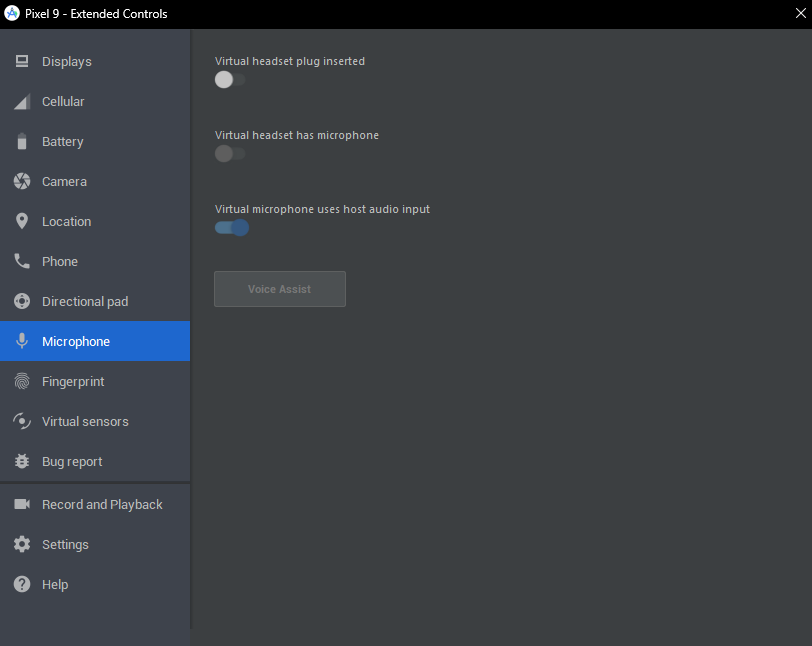 Pixel 9 - Extended Controls
Displays
Cellular
Battery
Camera
Location
Phone
Directional pad
Microphone
Fingerprint
Virtual sensors
Bug report
Record and Playback
Settings
Help
Virtual headset plug inserted
Virtual headset has microphone
Virtual microphone uses host audio input
Voice Assist